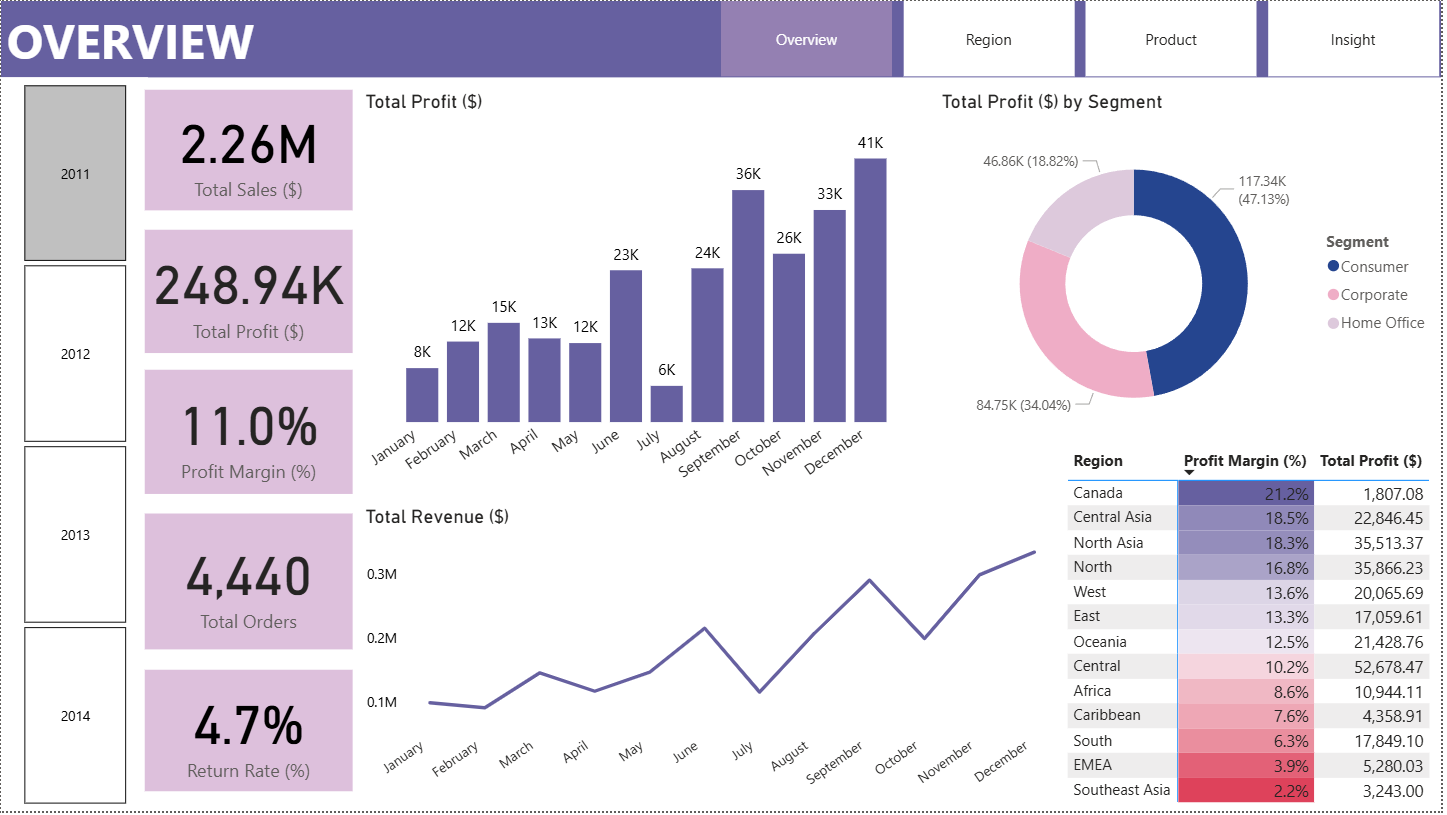 OVERVIEW
Overview
Region
Product
Insight
2011
2012
2013
2014
2.26M
Total Sales ($)
248.94K
Total Profit ($)
11.0%
Profit Margin (%)
4,440
Total Orders
4.7%
Return Rate (%)
Total Profit ($)
8K
12K
15K
13K
12K
23K
6K
24K
36K
26K
33K
41K
January
February
March
April
May
June
July
August
September
October
November
December
Total Revenue ($)
0.3M
0.2M
0.1M
January
February
March
April
May
June
July
August
September
October
November
December
Total Profit ($) by Segment
46.86K (18.82%)
117.34K
(47.13%)
84.75K (34.04%)
Segment
Consumer
Corporate
Home Office
Region Profit Margin (%) Total Profit ($)
Canada 21.2% 1,807.08
Central Asia 18.5% 22,846.45
North Asia 18.3% 35,513.37
North 16.8% 35,866.23
West 13.6% 20,065.69
East 13.3% 17,059.61
Oceania 12.5% 21,428.76
Central 10.2% 52,678.47
Africa 8.6% 10,944.11
Caribbean 7.6% 4,358.91
South 6.3% 17,849.10
EMEA 3.9% 5,280.03
Southeast Asia 2.2% 3,243.00